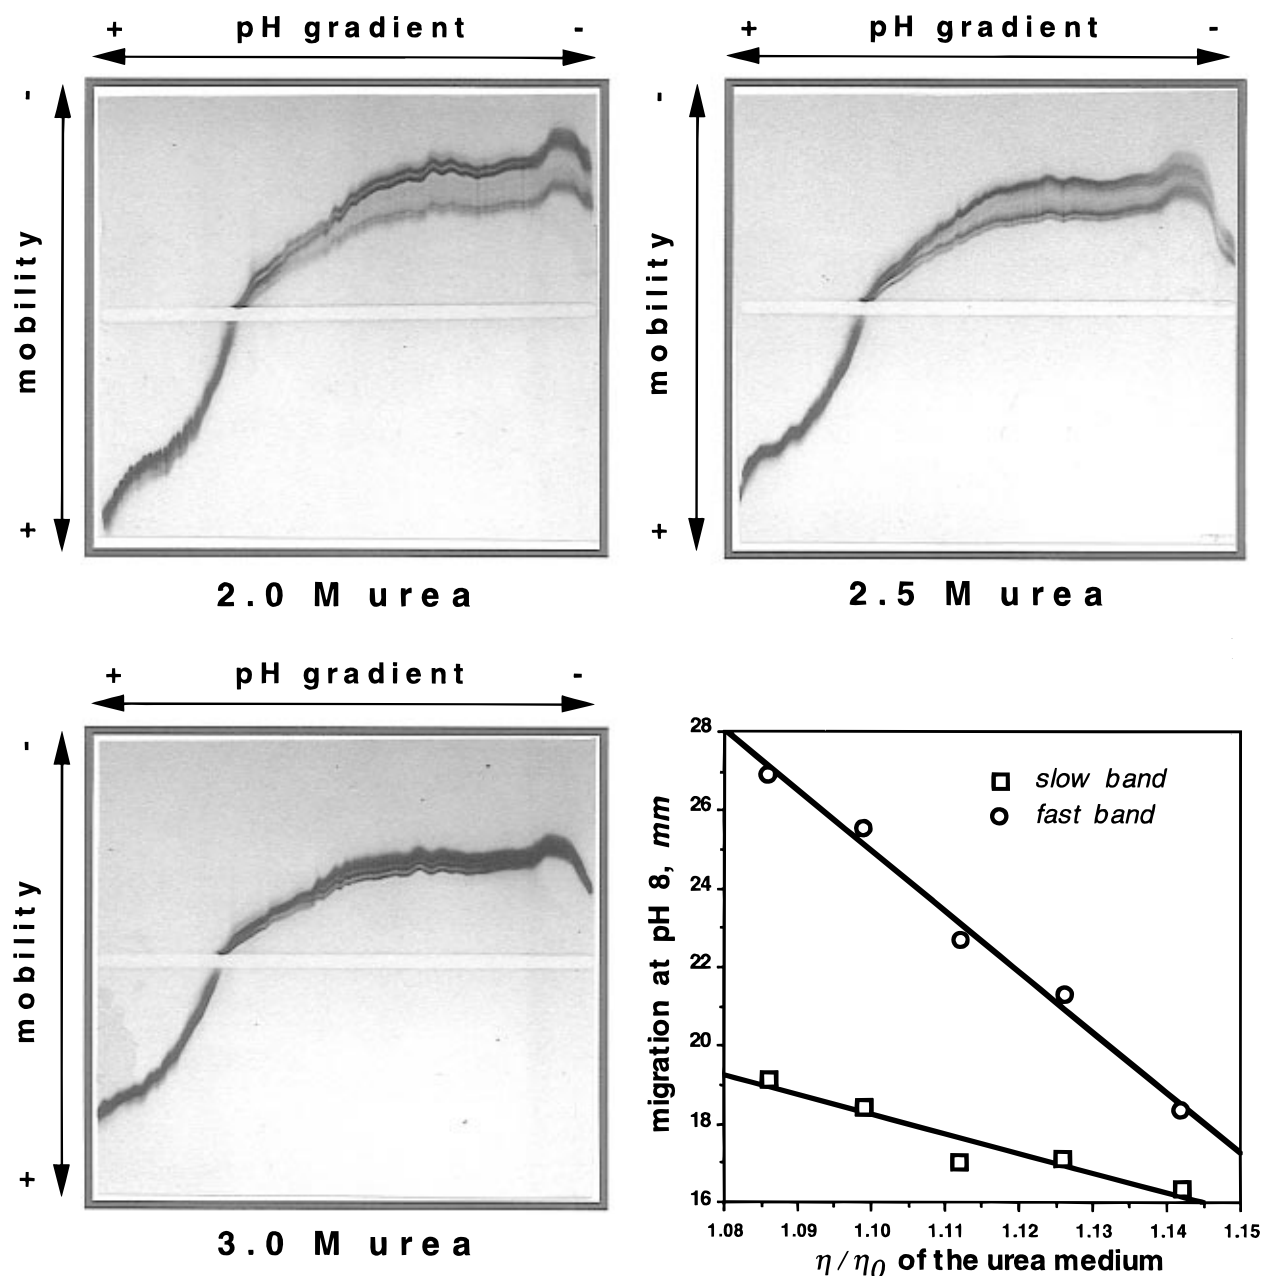 + pH gradient -
+ pH gradient -
-
mobility
+
-
mobility
+
2.0 M urea
2.5 M urea
+ pH gradient -
-
mobility
+
3.0 M urea
28
26
24
22
20
18
16
migration at pH 8, mm
slow band
fast band
1.08 1.09 1.10 1.11 1.12 1.13 1.14 1.15
η/η0 of the urea medium